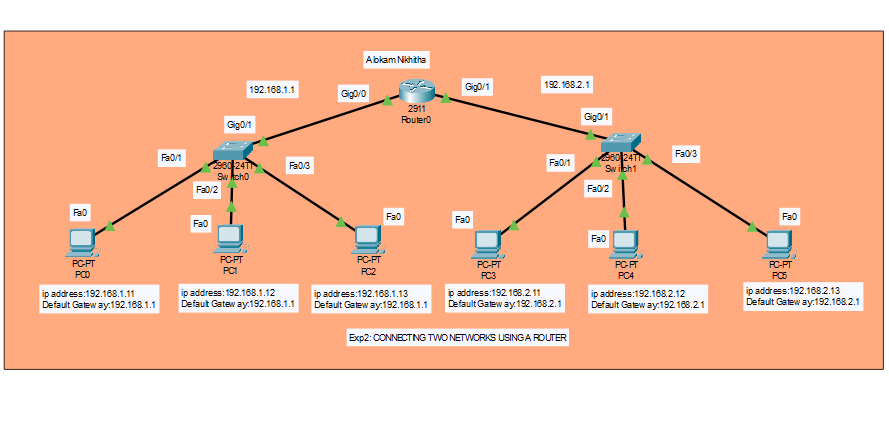 Alokam Nikhitha
192.168.1.1
Gig0/0
Gig0/1
192.168.2.1
2911
Router0
Gig0/1
Gig0/1
2960-24TT
Switch0
2960-24TT
Switch1
Fa0/1
Fa0/2
Fa0/3
Fa0/1
Fa0/2
Fa0/3
Fa0
Fa0
Fa0
Fa0
Fa0
Fa0
PC-PT
PC0
PC-PT
PC1
PC-PT
PC2
PC-PT
PC3
PC-PT
PC4
PC-PT
PC5
ip address:192.168.1.11
Default Gateway:192.168.1.1
ip address:192.168.1.12
Default Gateway:192.168.1.1
ip address:192.168.1.13
Default Gateway:192.168.1.1
ip address:192.168.2.11
Default Gateway:192.168.2.1
ip address:192.168.2.12
Default Gateway:192.168.2.1
ip address:192.168.2.13
Default Gateway:192.168.2.1
Exp2: CONNECTING TWO NETWORKS USING A ROUTER